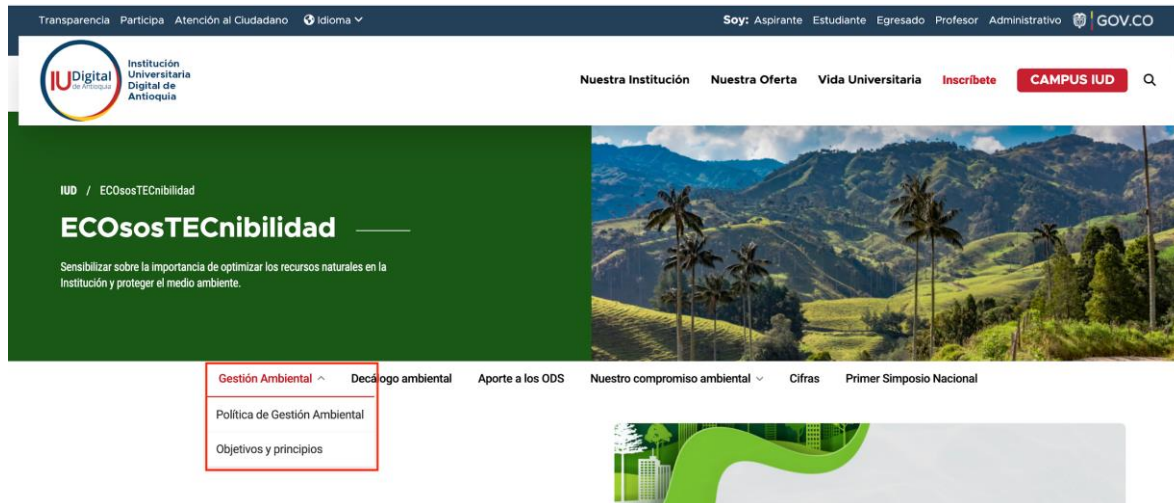 Transparencia Participa Atención al Ciudadano Idioma
Soy: Aspirante Estudiante Egresado Profesor Administrativo GOV.CO
IUDigital
de Antioquia
Institución
Universitaria
Digital de
Antioquia
Nuestra Institución Nuestra Oferta Vida Universitaria Inscríbete CAMPUS IUD
IUD / ECOsosTECnibilidad
ECOsosTECnibilidad
Sensibilizar sobre la importancia de optimizar los recursos naturales en la
Institución y proteger el medio ambiente.
Gestión Ambiental Decálogo ambiental Aporte a los ODS Nuestro compromiso ambiental Cifras Primer Simposio Nacional
Política de Gestión Ambiental
Objetivos y principios